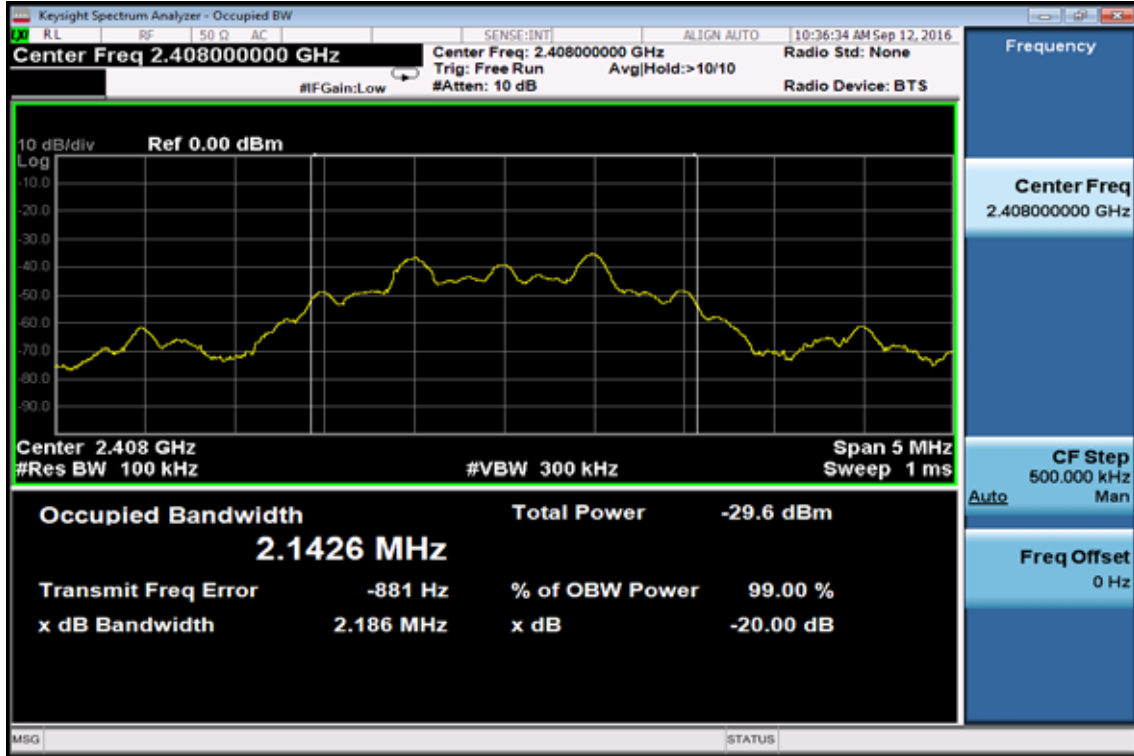 Keysight Spectrum Analyzer - Occupied BW
RL RF 50 Ω AC SENSE:INT ALIGN AUTO 10:36:34 AM Sep 12, 2016
Center Freq 2.408000000 GHz
Center Freq: 2.408000000 GHz Radio Std: None
Trig: Free Run Avg|Hold:>10/10
#IFGain:Low #Atten: 10 dB Radio Device: BTS
10 dB/div Ref 0.00 dBm
Log
-10.0
-20.0
-30.0
-40.0
-50.0
-60.0
-70.0
-80.0
-90.0
Center 2.408 GHz Span 5 MHz
#Res BW 100 kHz #VBW 300 kHz Sweep 1 ms
Occupied Bandwidth Total Power -29.6 dBm
2.1426 MHz
Transmit Freq Error -881 Hz % of OBW Power 99.00 %
x dB Bandwidth 2.186 MHz x dB -20.00 dB
MSG STATUS
Frequency
Center Freq
2.408000000 GHz
CF Step
500.000 kHz
Auto Man
Freq Offset
0 Hz